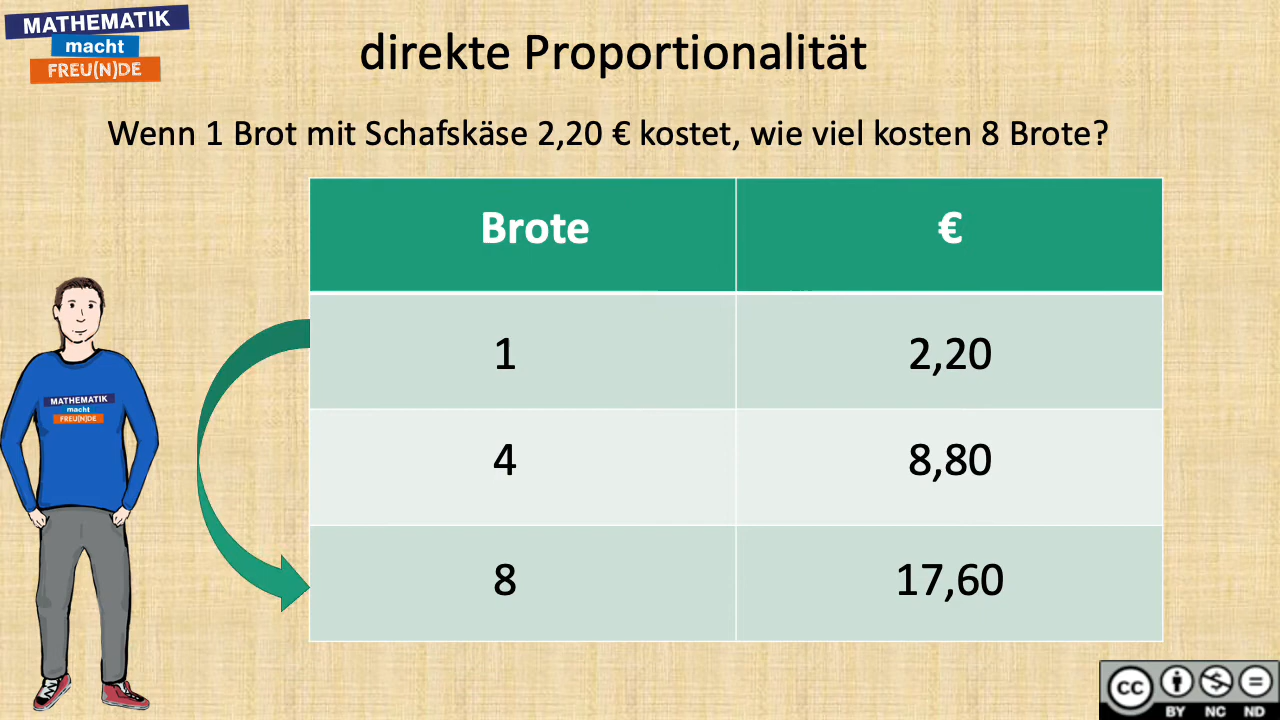 MATHEMATIK
macht
FREU(N)DE
direkte Proportionalität
Wenn 1 Brot mit Schafskäse 2,20 € kostet, wie viel kosten 8 Brote?
Brote €
1 2,20
4 8,80
8 17,60
MATHEMATIK
macht
FREU(N)DE
CC
BY NC ND